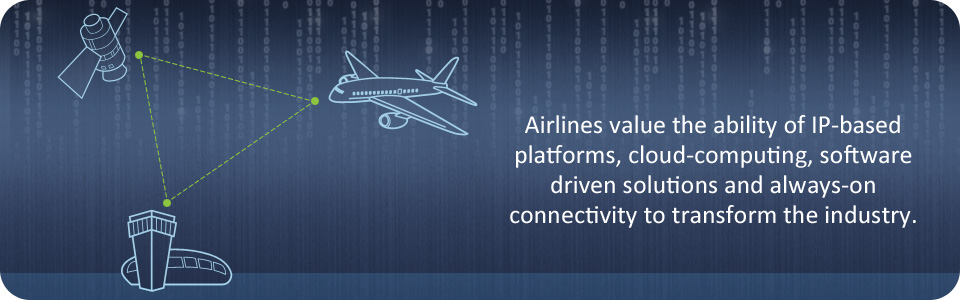 Airlines value the ability of IP-based
platforms, cloud-computing, software
driven solutions and always-on
connectivity to transform the industry.